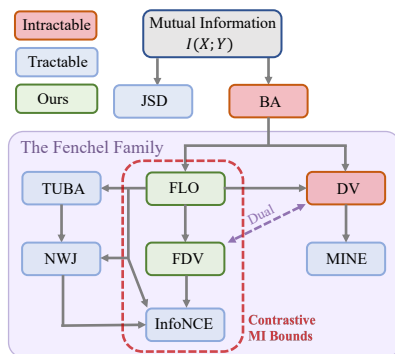 Intractable
Tractable
Ours
Mutual Information
I(X;Y)
JSD
BA
The Fenchel Family
TUBA
FLO
DV
Dual
NWJ
FDV
MINE
InfoNCE
Contrastive
MI Bounds